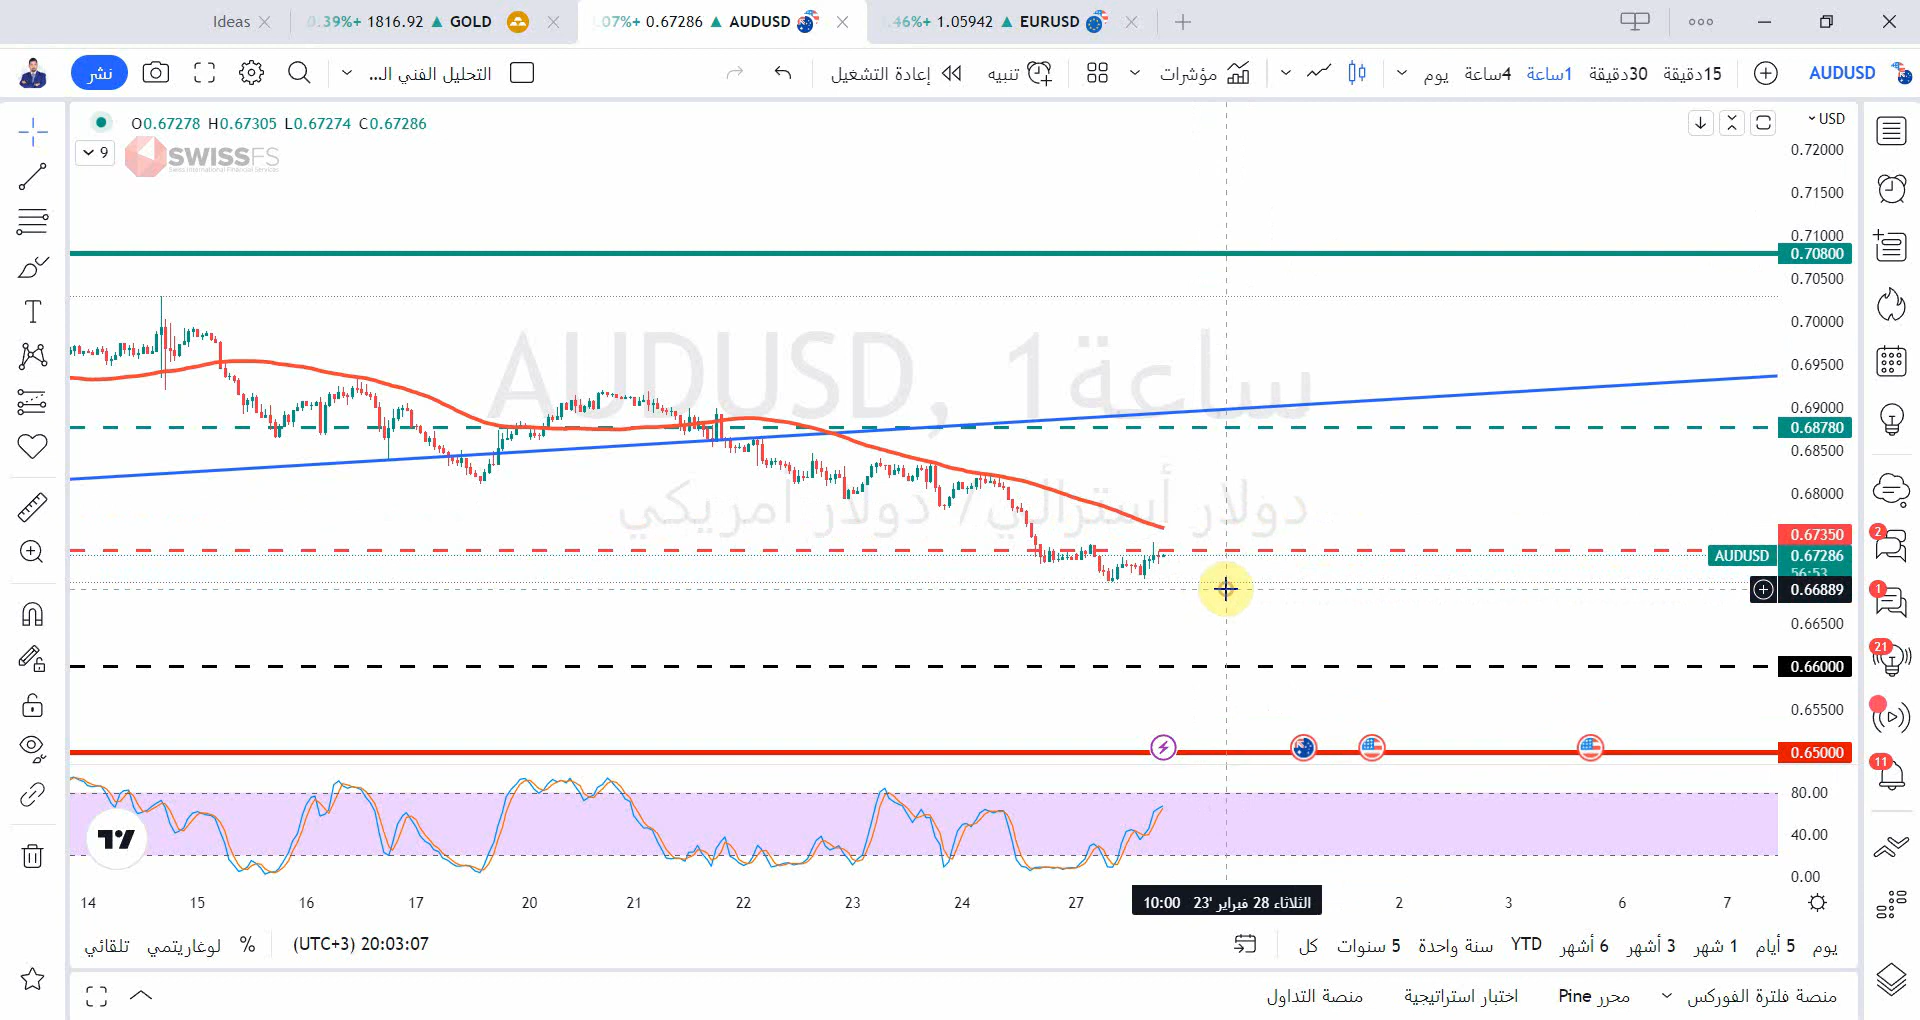 Ideas
0.39%+ 1816.92 ▲ GOLD
.07%+ 0.67286 ▲ AUDUSD
.46%+ 1.05942 ▲ EURUSD
نشر
التحليل الفني الـ...
إعادة التشغيل
تنبيه
مؤشرات
يوم
4ساعة
1ساعة
30دقيقة
15دقيقة
AUDUSD
O0.67278 H0.67305 L0.67274 C0.67286
9
SWISSFS
Swiss International Financial Services
USD
0.72000
0.71500
0.71000
0.70800
0.70500
0.70000
0.69500
0.69000
0.68780
0.68500
0.68000
0.67350
AUDUSD 0.67286
56:53
0.66889
0.66500
0.66000
0.65500
0.65000
AUDUSD, 1ساعة
دولار أسترالي/ دولار أمريكي
80.00
40.00
0.00
14 15 16 17 20 21 22 23 24 27
الثلاثاء 28 فبراير '23 10:00
2 3 6 7
تلقائي
لوغاريتمي
%
20:03:07 (UTC+3)
كل
5 سنوات
سنة واحدة
YTD
6 أشهر
3 أشهر
1 شهر
5 أيام
يوم
منصة التداول
اختبار استراتيجية
محرر Pine
منصة فلترة الفوركس
2
1
21
11